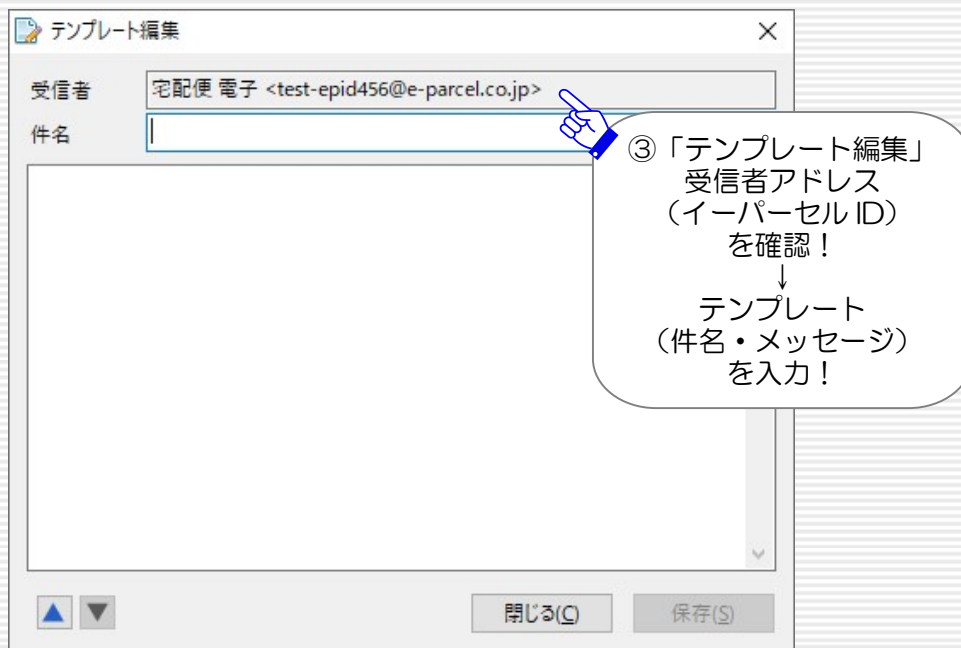 テンプレート編集
受信者
宅配便 電子 <test-epid456@e-parcel.co.jp>
件名
③「テンプレート編集」
受信者アドレス
（イーパーセル ID）
を確認！
↓
テンプレート
（件名・メッセージ）
を入力！
閉じる(C)
保存(S)